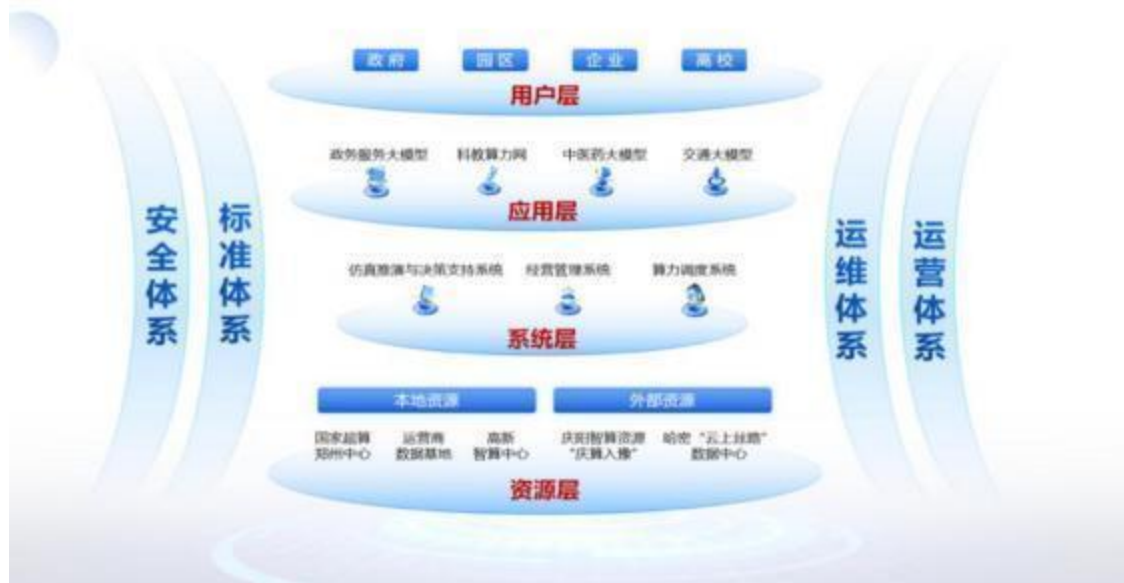 政府 园区 企业 高校
用户层
政务服务大模型 科教算力网 中医药大模型 交通大模型
应用层
仿真推演与决策支持系统 经营管理系统 算力调度系统
系统层
本地资源 外部资源
国家超算 运营商 高新 庆阳智算资源 哈密“云上丝路”
郑州中心 数据基地 智算中心 “庆算入豫” 数据中心
资源层
安全体系
标准体系
运维体系
运营体系